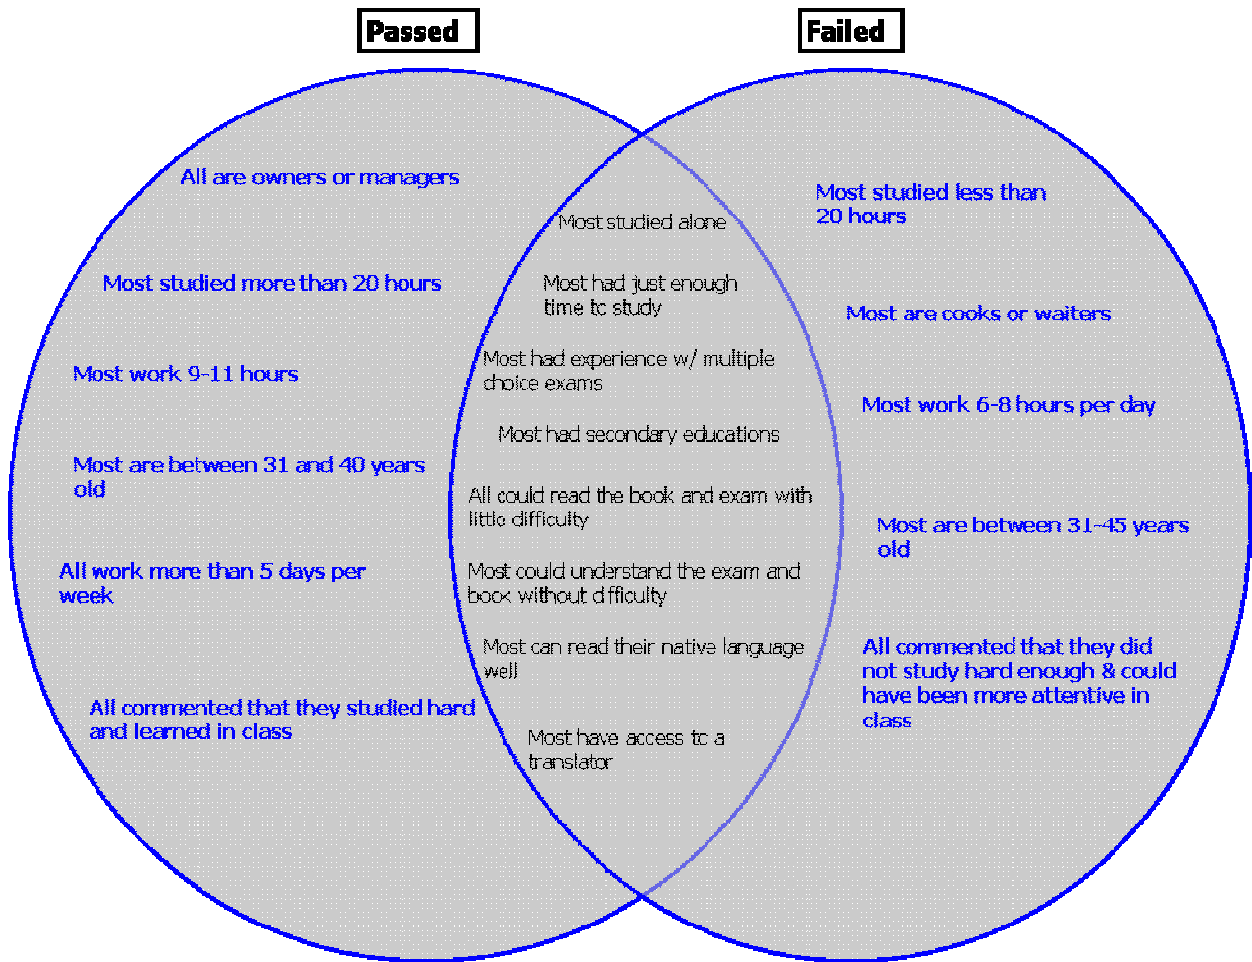 Passed
Failed
All are owners or managers
Most studied more than 20 hours
Most work 9-11 hours
Most are between 31 and 40 years
old
All work more than 5 days per
week
All commented that they studied hard
and learned in class
Most studied alone
Most had just enough
time to study
Most had experience w/ multiple
choice exams
Most had secondary educations
All could read the book and exam with
little difficulty
Most could understand the exam and
book without difficulty
Most can read their native language
well
Most have access to a
translator
Most studied less than
20 hours
Most are cooks or waiters
Most work 6-8 hours per day
Most are between 31-45 years
old
All commented that they did
not study hard enough & could
have been more attentive in
class